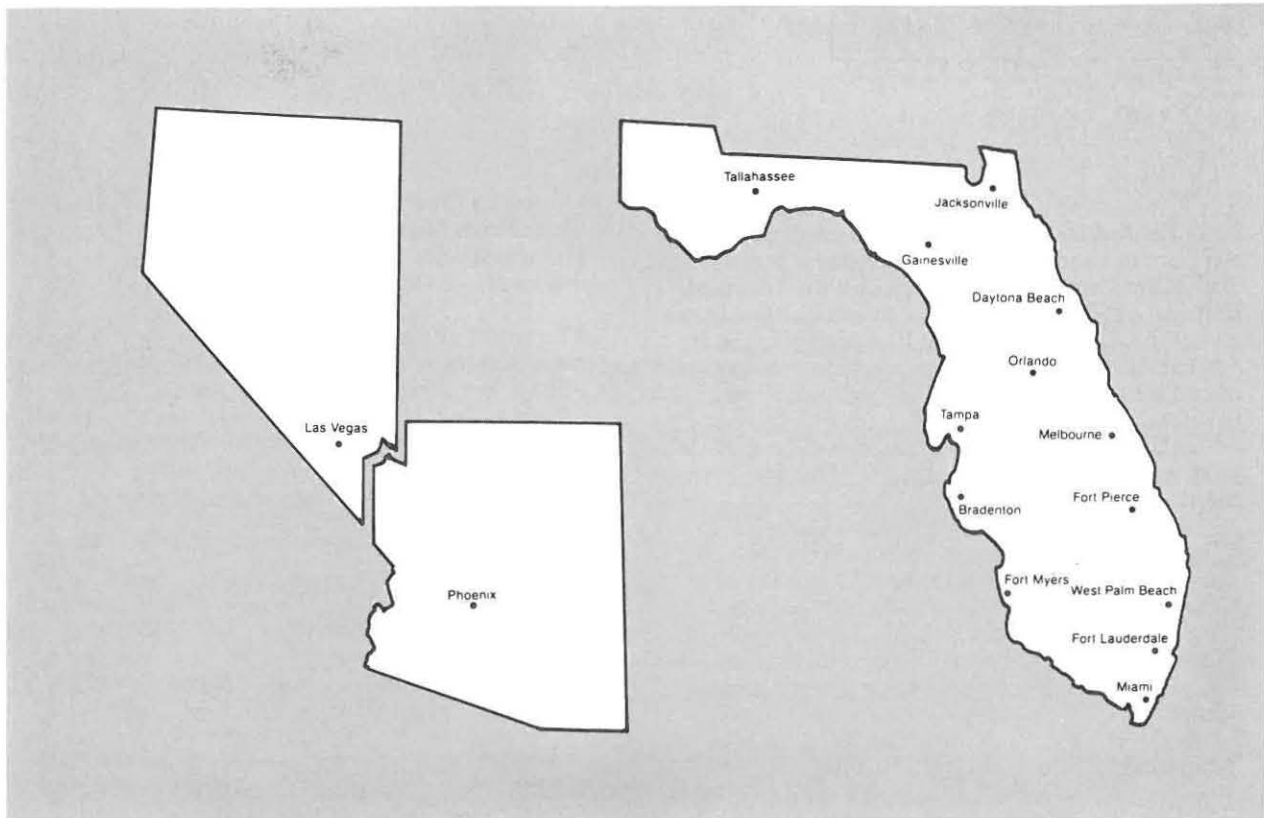 Tallahassee
Jacksonville
Gainesville
Daytona Beach
Orlando
Tampa
Melbourne
Las Vegas
Fort Pierce
Bradenton
Fort Myers
West Palm Beach
Phoenix
Fort Lauderdale
Miami